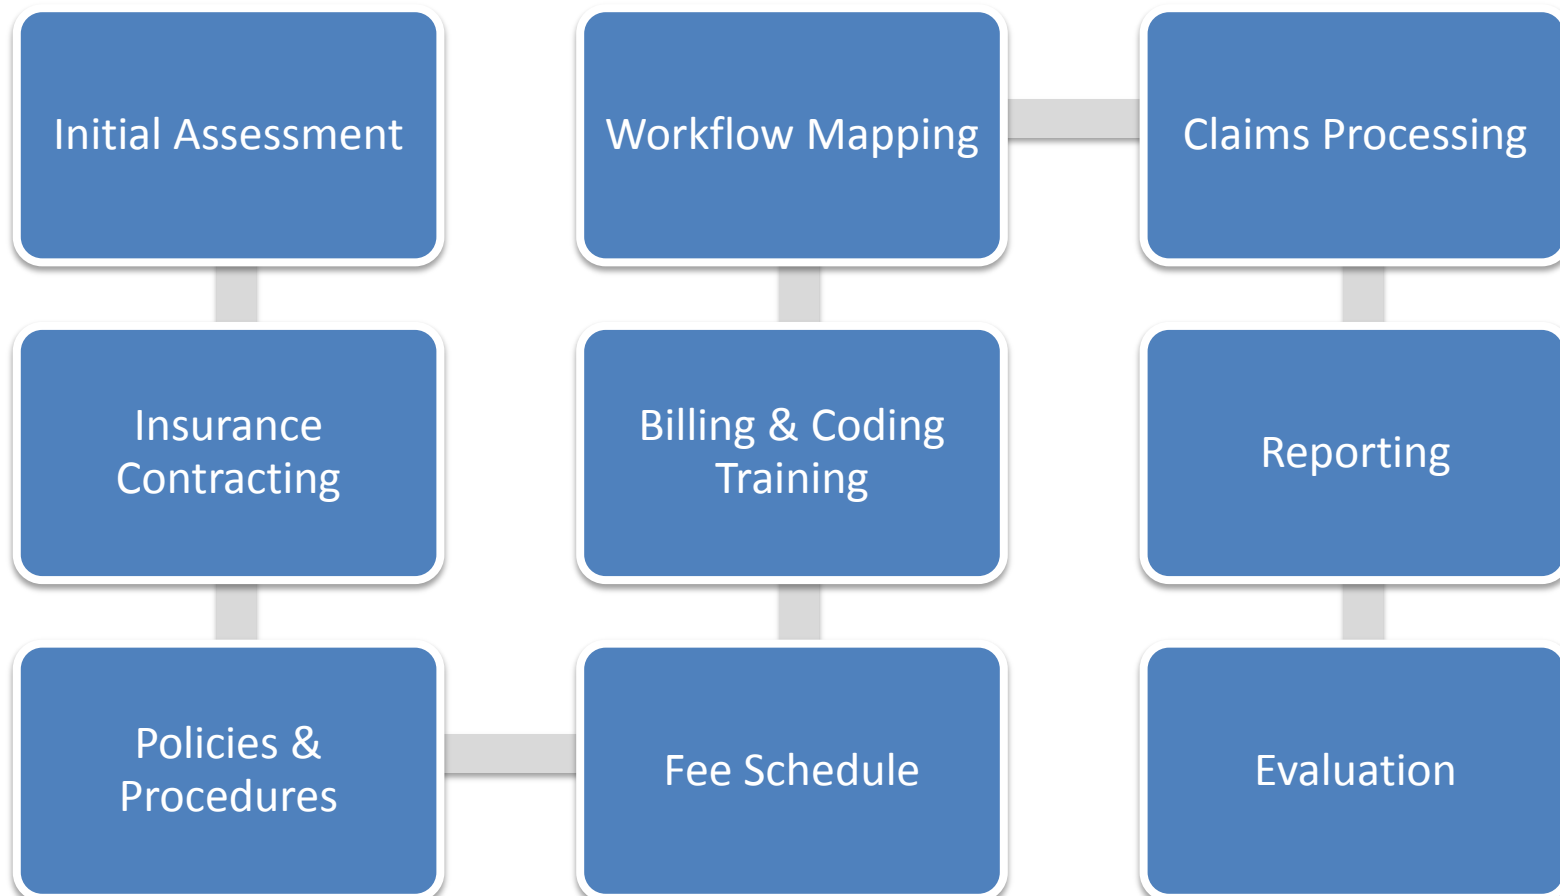 Initial Assessment
Insurance
Contracting
Policies &
Procedures
Fee Schedule
Billing & Coding
Training
Workflow Mapping
Claims Processing
Reporting
Evaluation